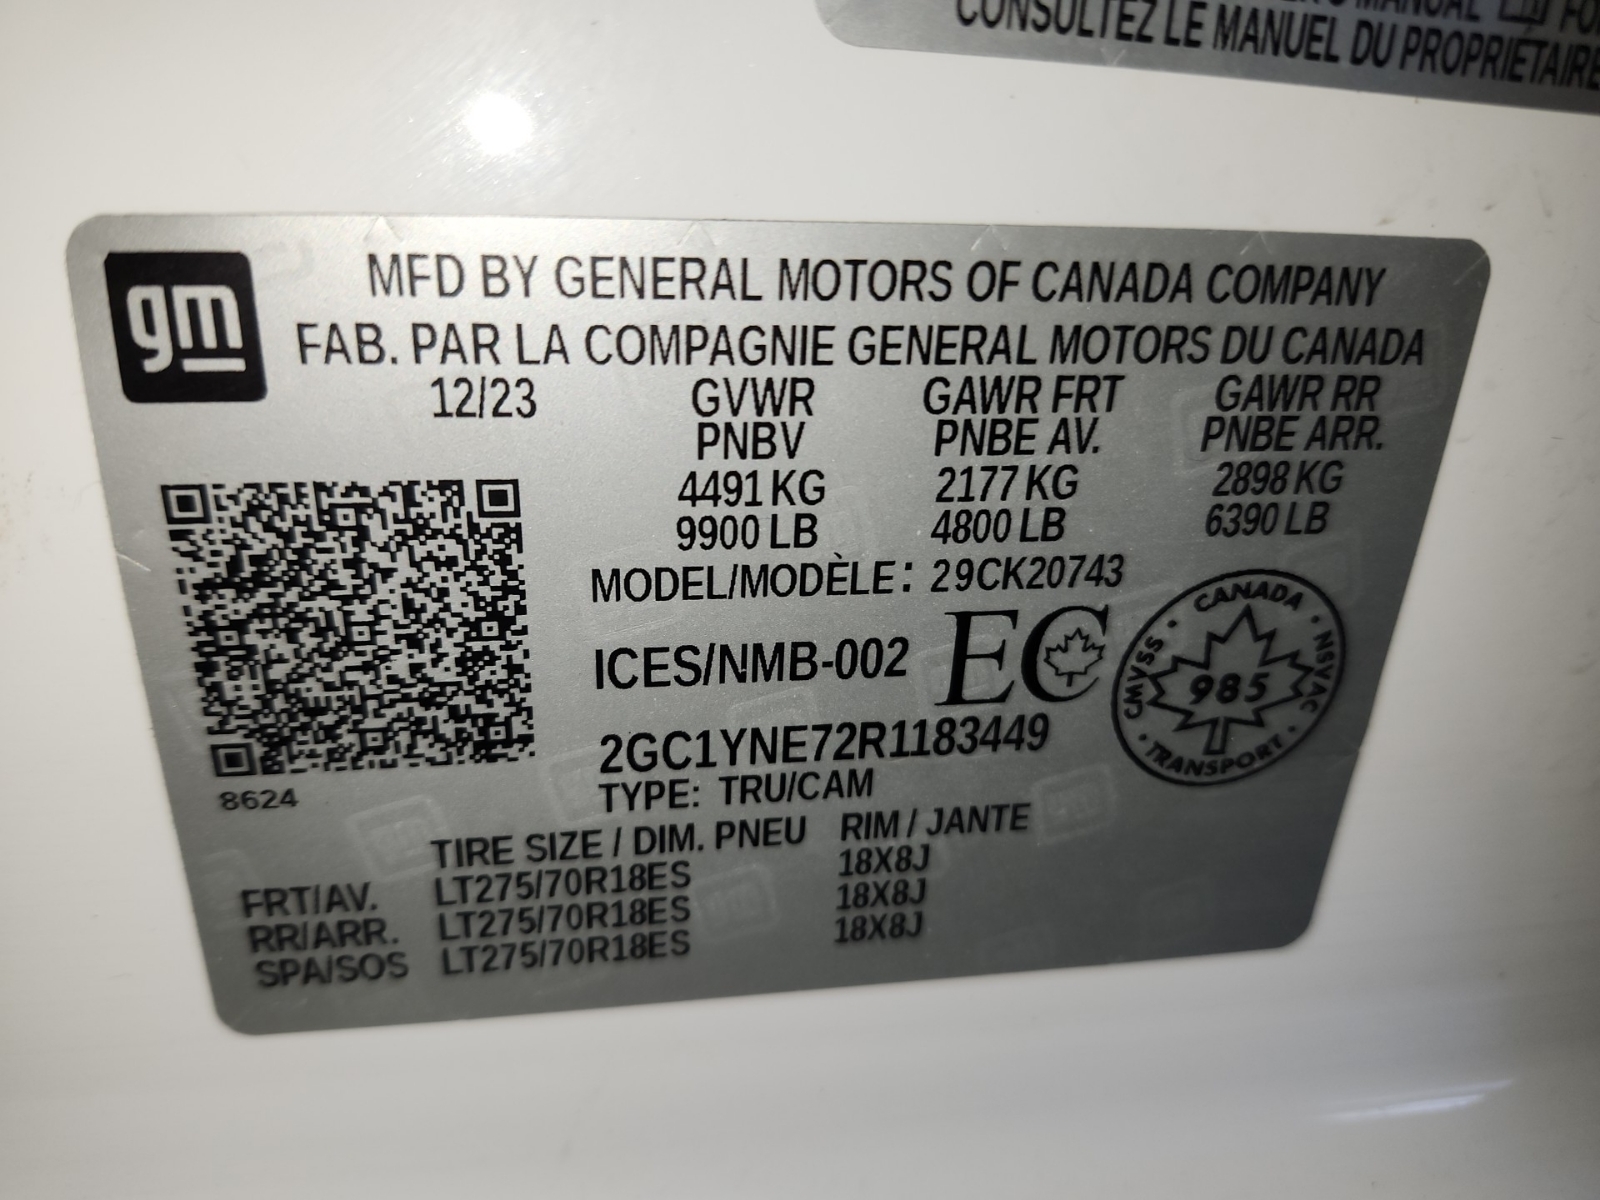 MANUAL
CONSULTEZ LE MANUEL DU PROPRIÉTAIRE
gm
MFD BY GENERAL MOTORS OF CANADA COMPANY
FAB. PAR LA COMPAGNIE GENERAL MOTORS DU CANADA
12/23 GVWR GAWR FRT GAWR RR
PNBV PNBE AV. PNBE ARR.
4491 KG 2177 KG 2898 KG
9900 LB 4800 LB 6390 LB
MODEL/MODÈLE: 29CK20743
ICES/NMB-002 EC
CANADA
CMVSS 985 NSVAC
TRANSPORT
2GC1YNE72R1183449
TYPE: TRU/CAM
8624
TIRE SIZE / DIM. PNEU RIM / JANTE
FRT/AV. LT275/70R18ES 18X8J
RR/ARR. LT275/70R18ES 18X8J
SPA/SOS LT275/70R18ES 18X8J